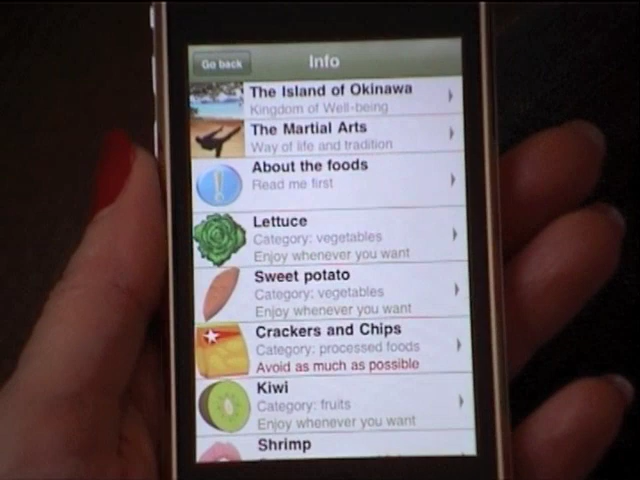 Go back
Info
The Island of Okinawa
Kingdom of Well-being
The Martial Arts
Way of life and tradition
About the foods
Read me first
Lettuce
Category: vegetables
Enjoy whenever you want
Sweet potato
Category: vegetables
Enjoy whenever you want
Crackers and Chips
Category: processed foods
Avoid as much as possible
Kiwi
Category: fruits
Enjoy whenever you want
Shrimp